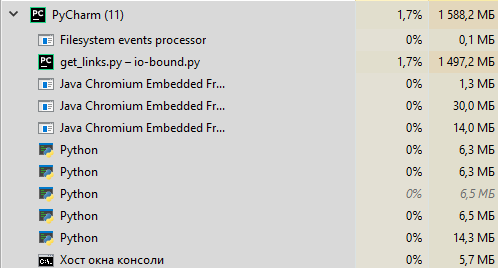 PyCharm (11) 1,7% 1 588,2 МБ
Filesystem events processor 0% 0,1 МБ
get_links.py – io-bound.py 1,7% 1 497,2 МБ
Java Chromium Embedded Fr... 0% 1,3 МБ
Java Chromium Embedded Fr... 0% 30,0 МБ
Java Chromium Embedded Fr... 0% 14,0 МБ
Python 0% 6,3 МБ
Python 0% 6,3 МБ
Python 0% 6,5 МБ
Python 0% 6,5 МБ
Python 0% 14,3 МБ
Хост окна консоли 0% 5,7 МБ